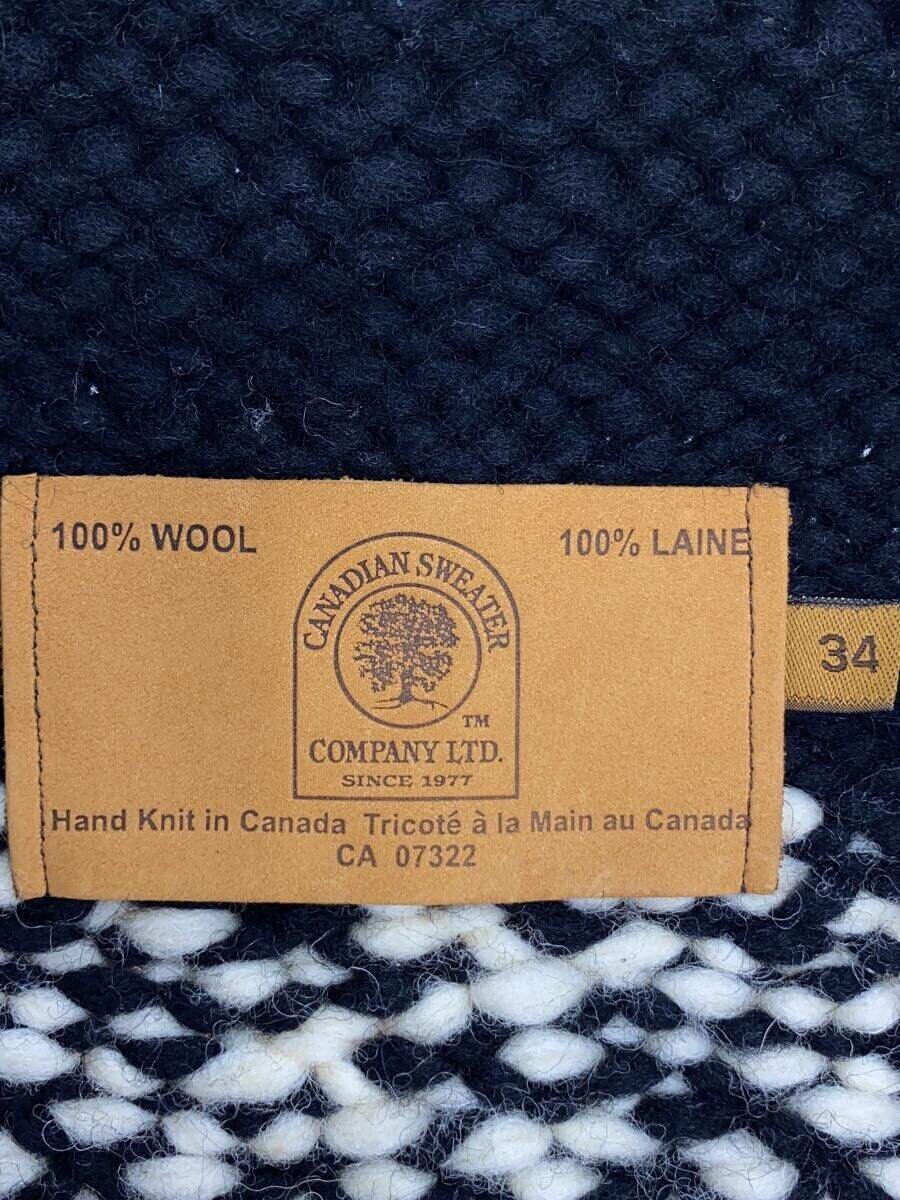 100% WOOL
100% LAINE
CANADIAN SWEATER
TM
COMPANY LTD.
SINCE 1977
Hand Knit in Canada Tricoté à la Main au Canada
CA 07322
34